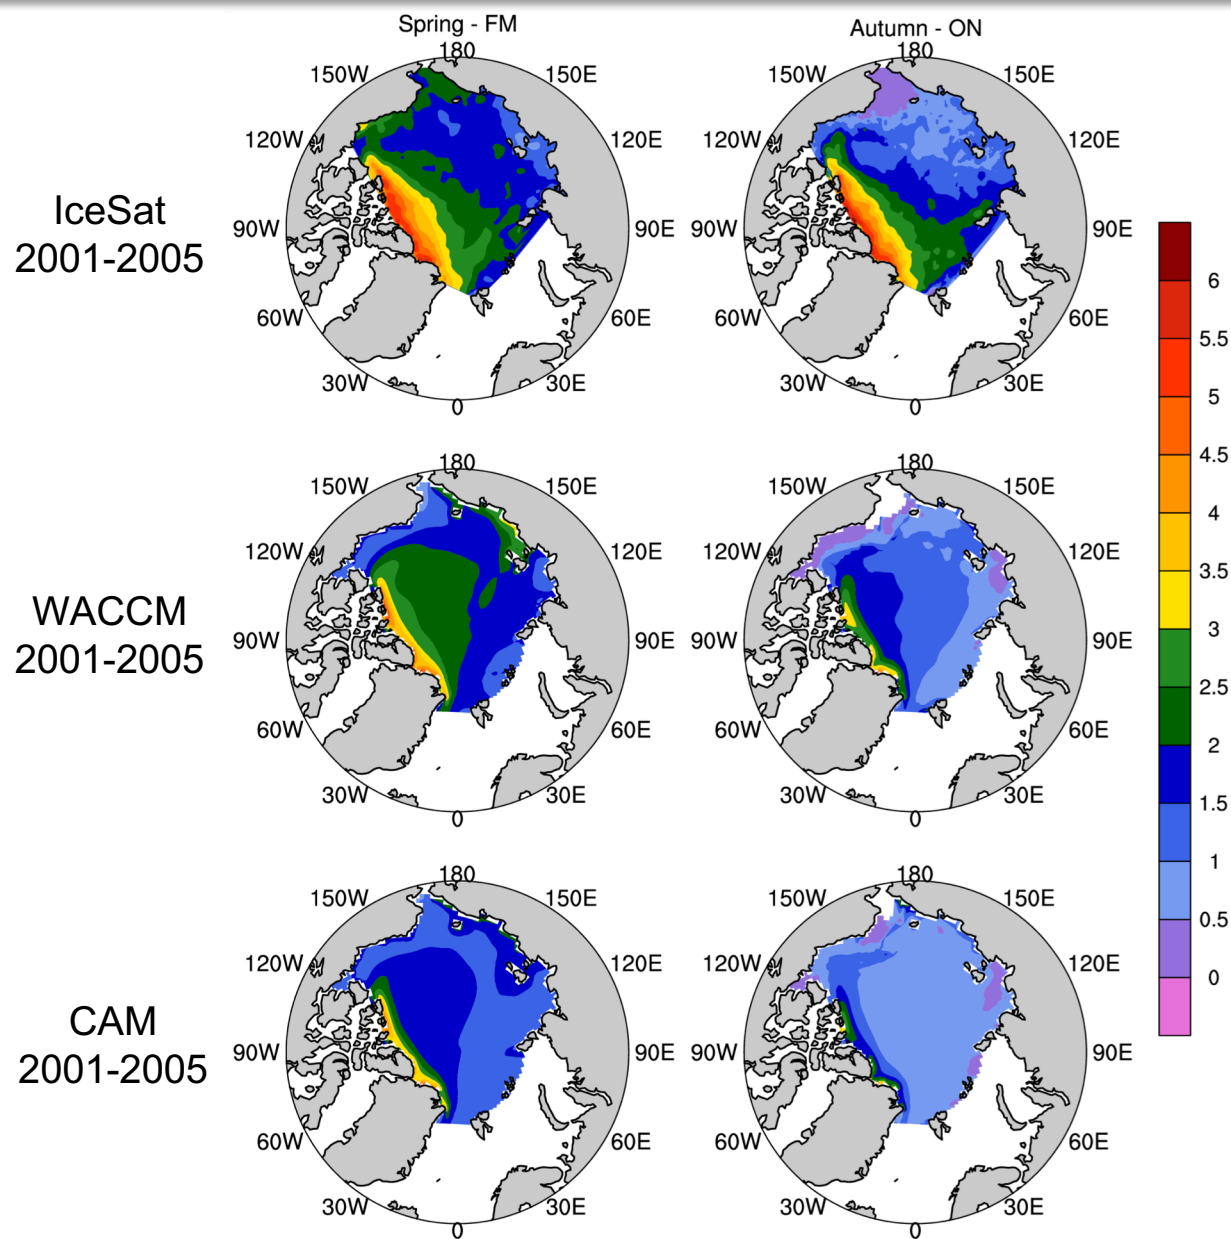 Spring - FM
Autumn - ON
180
150W
150E
120W
120E
90W
90E
60W
60E
30W
30E
0
180
150W
150E
120W
120E
90W
90E
60W
60E
30W
30E
0
IceSat
2001-2005
180
150W
150E
120W
120E
90W
90E
60W
60E
30W
30E
0
180
150W
150E
120W
120E
90W
90E
60W
60E
30W
30E
0
WACCM
2001-2005
180
150W
150E
120W
120E
90W
90E
60W
60E
30W
30E
0
180
150W
150E
120W
120E
90W
90E
60W
60E
30W
30E
0
CAM
2001-2005
6
5.5
5
4.5
4
3.5
3
2.5
2
1.5
1
0.5
0